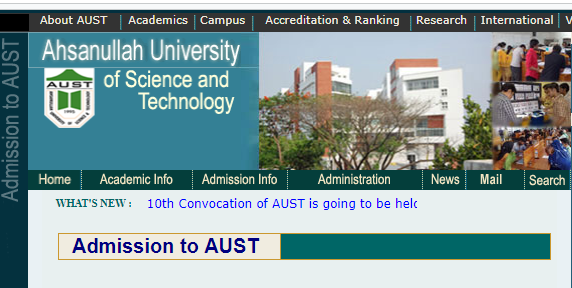 About AUST | Academics | Campus | Accreditation & Ranking | Research | International | V
Admission to AUST
Ahsanullah University
of Science and
Technology
AUST
Home Academic Info Admission Info Administration News Mail Search
WHAT'S NEW : 10th Convocation of AUST is going to be held
Admission to AUST